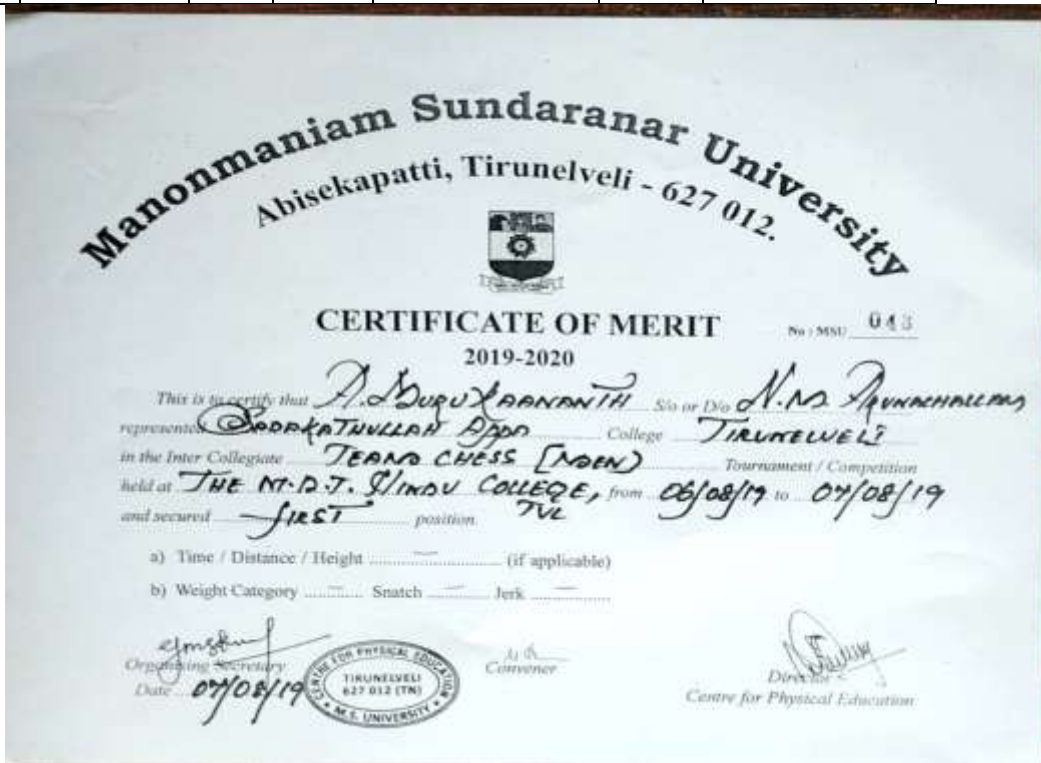 Manonmaniam Sundaranar University
Abisekapatti, Tirunelveli - 627 012.
CERTIFICATE OF MERIT
No : MSU 043
2019-2020
This is to certify that A. MURUKAANANTH S/o or D/o N.M. ARUNACHALLAM
represented SADAKATHULLAH APPA College TIRUNELVELI
in the Inter Collegiate TEAM CHESS [MEN] Tournament / Competition
held at THE M.D.T. HINDU COLLEGE, TVL from 06/08/19 to 07/08/19
and secured FIRST position.
a) Time / Distance / Height — (if applicable)
b) Weight Category — Snatch — Jerk —
Organising Secretary
Convener
Director
Date 07/08/19
Centre for Physical Education
CENTRE FOR PHYSICAL EDUCATION
TIRUNELVELI
627 012 (TN)
M.S. UNIVERSITY